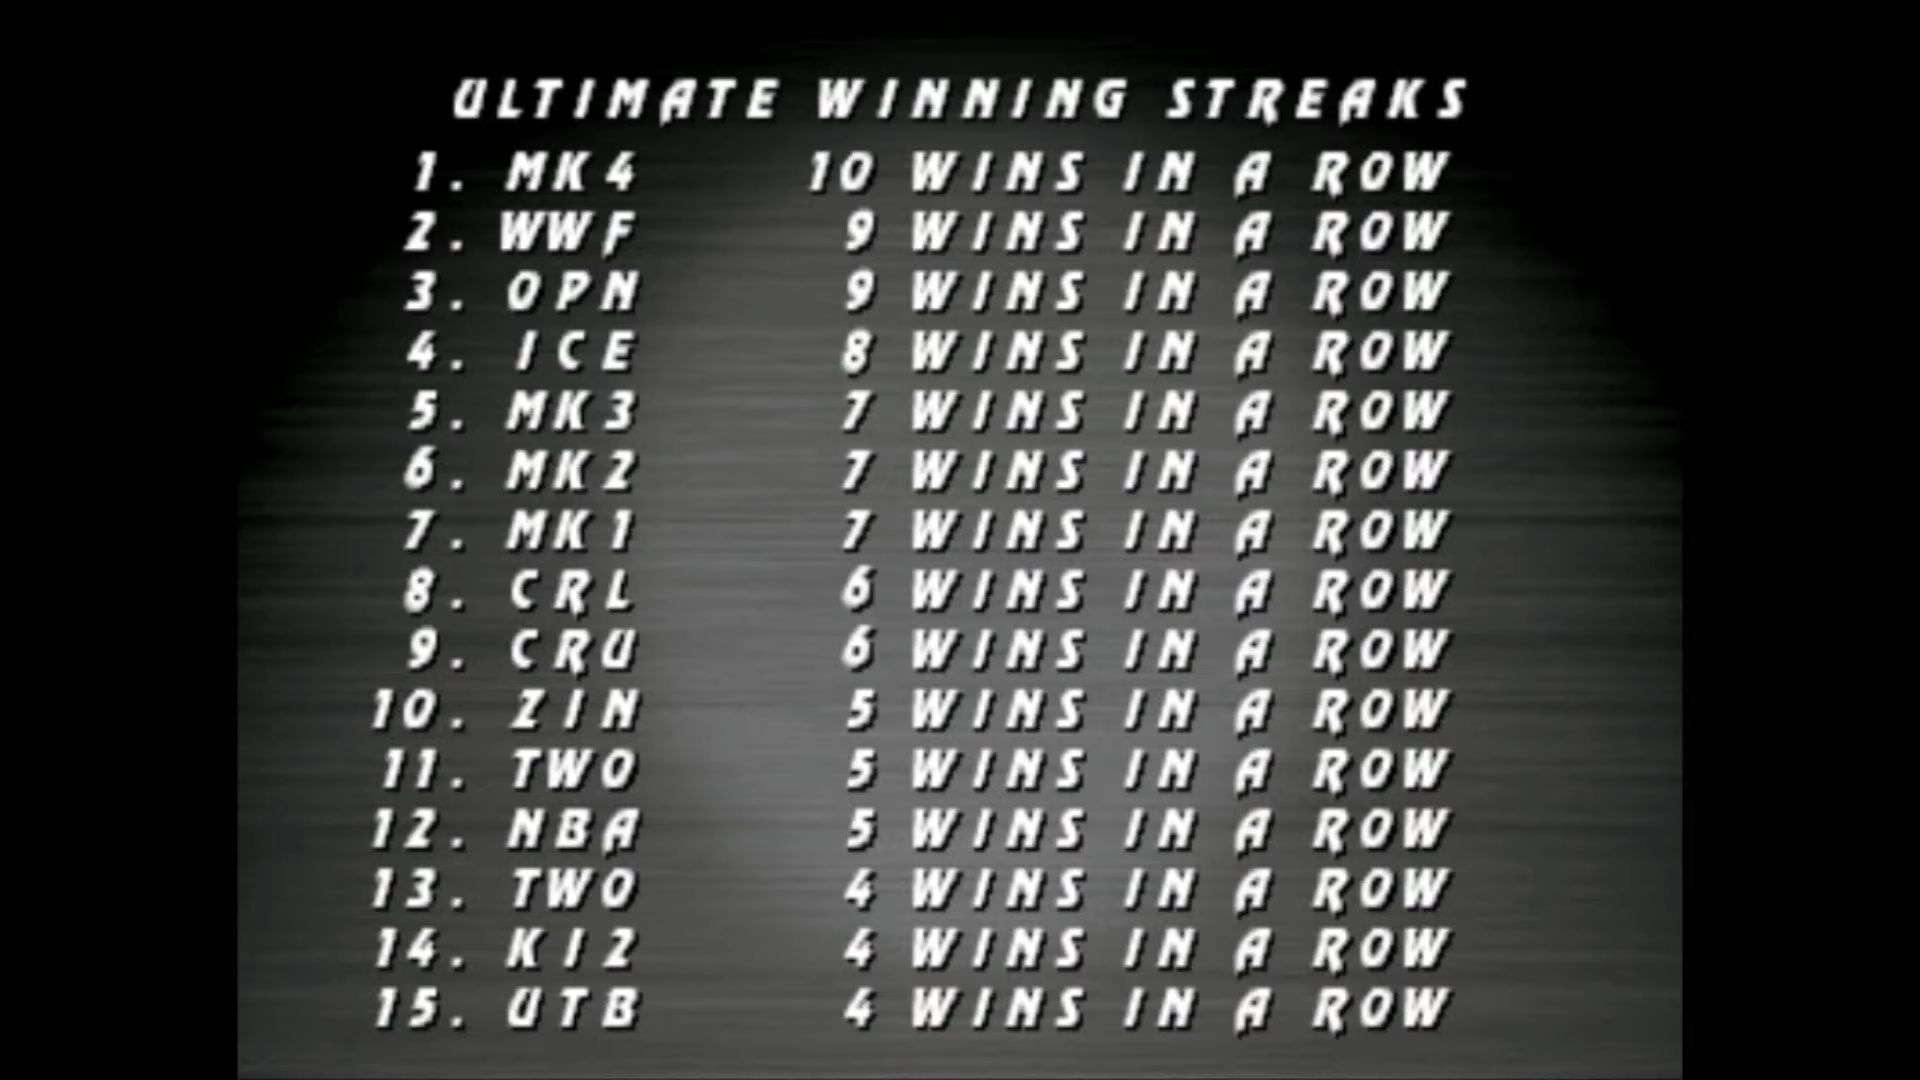 ULTIMATE WINNING STREAKS
1. MK4 10 WINS IN A ROW
2. WWF 9 WINS IN A ROW
3. OPN 9 WINS IN A ROW
4. ICE 8 WINS IN A ROW
5. MK3 7 WINS IN A ROW
6. MK2 7 WINS IN A ROW
7. MK1 7 WINS IN A ROW
8. CRL 6 WINS IN A ROW
9. CRU 6 WINS IN A ROW
10. ZIN 5 WINS IN A ROW
11. TWO 5 WINS IN A ROW
12. NBA 5 WINS IN A ROW
13. TWO 4 WINS IN A ROW
14. KI2 4 WINS IN A ROW
15. UTB 4 WINS IN A ROW